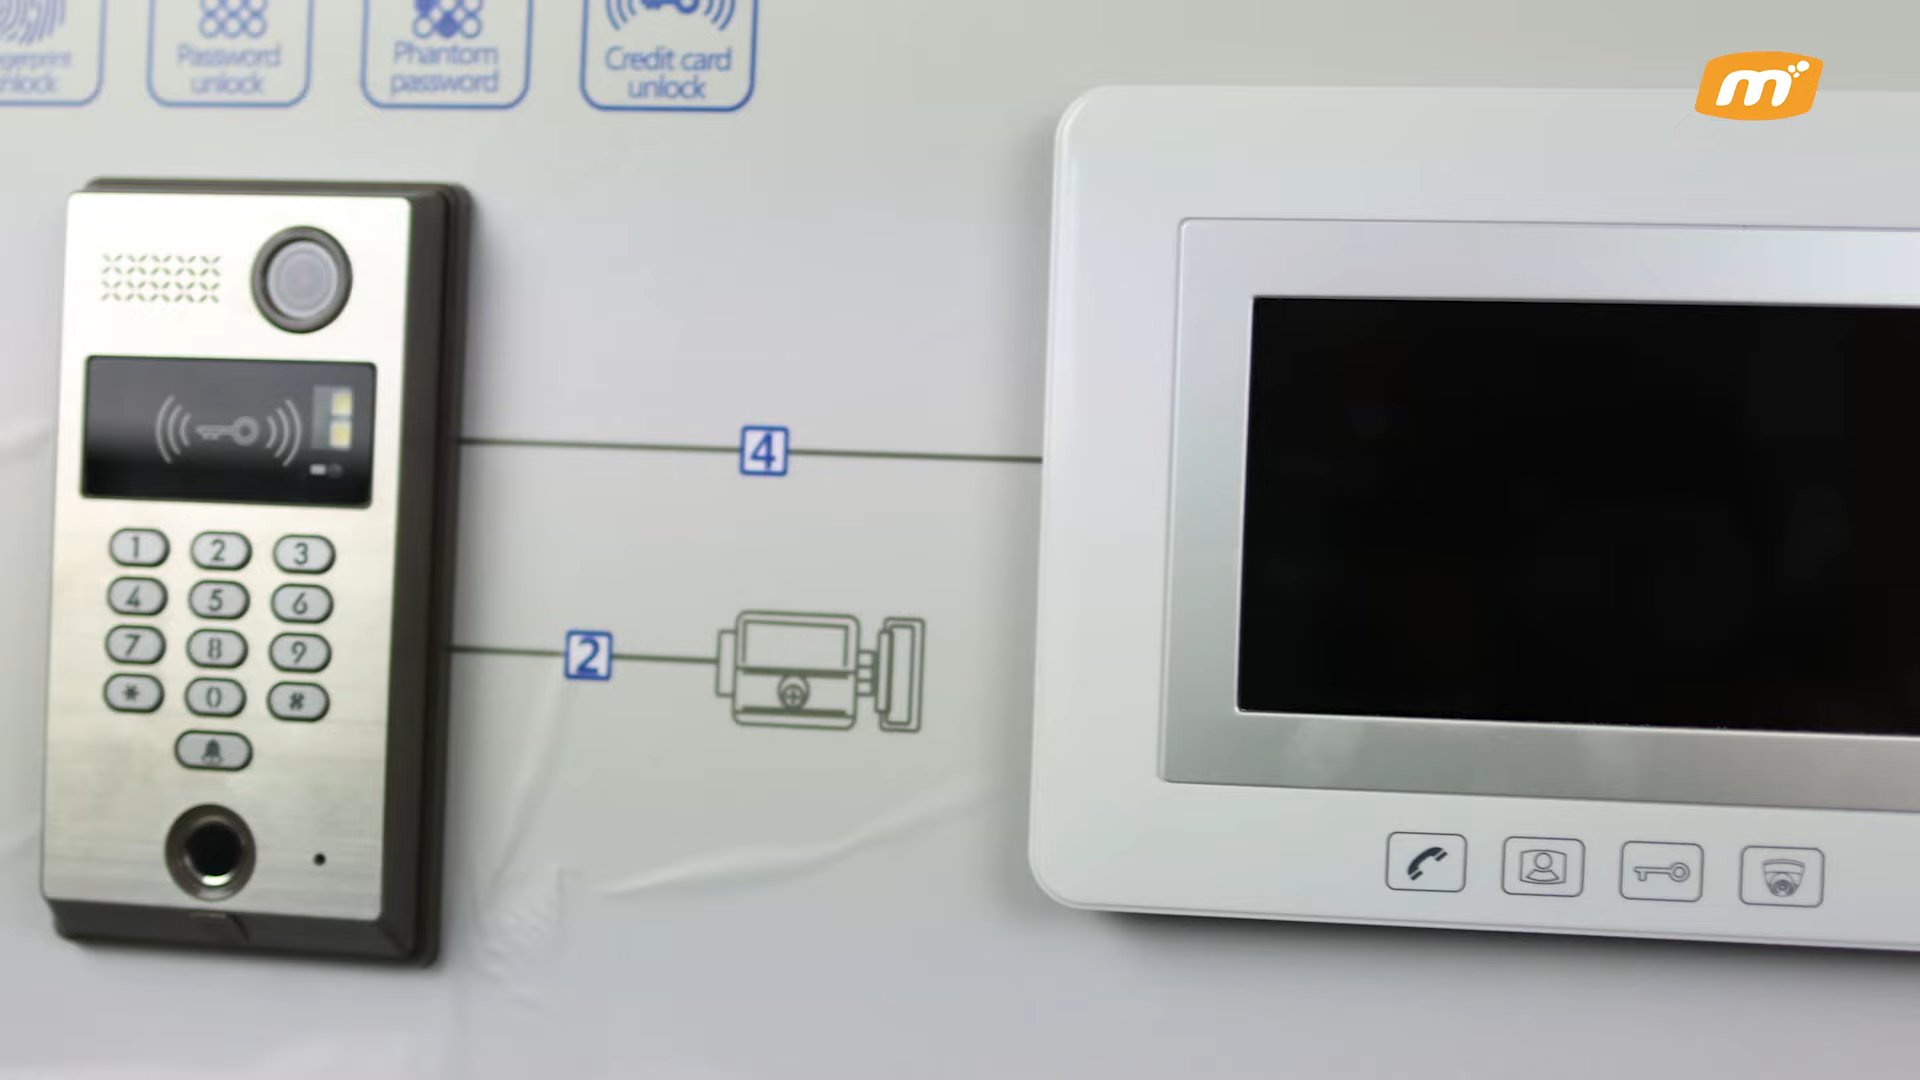 Password
unlock
Phantom
password
Credit card
unlock
m
4
1 2 3
4 5 6
7 8 9
* 0 #
2